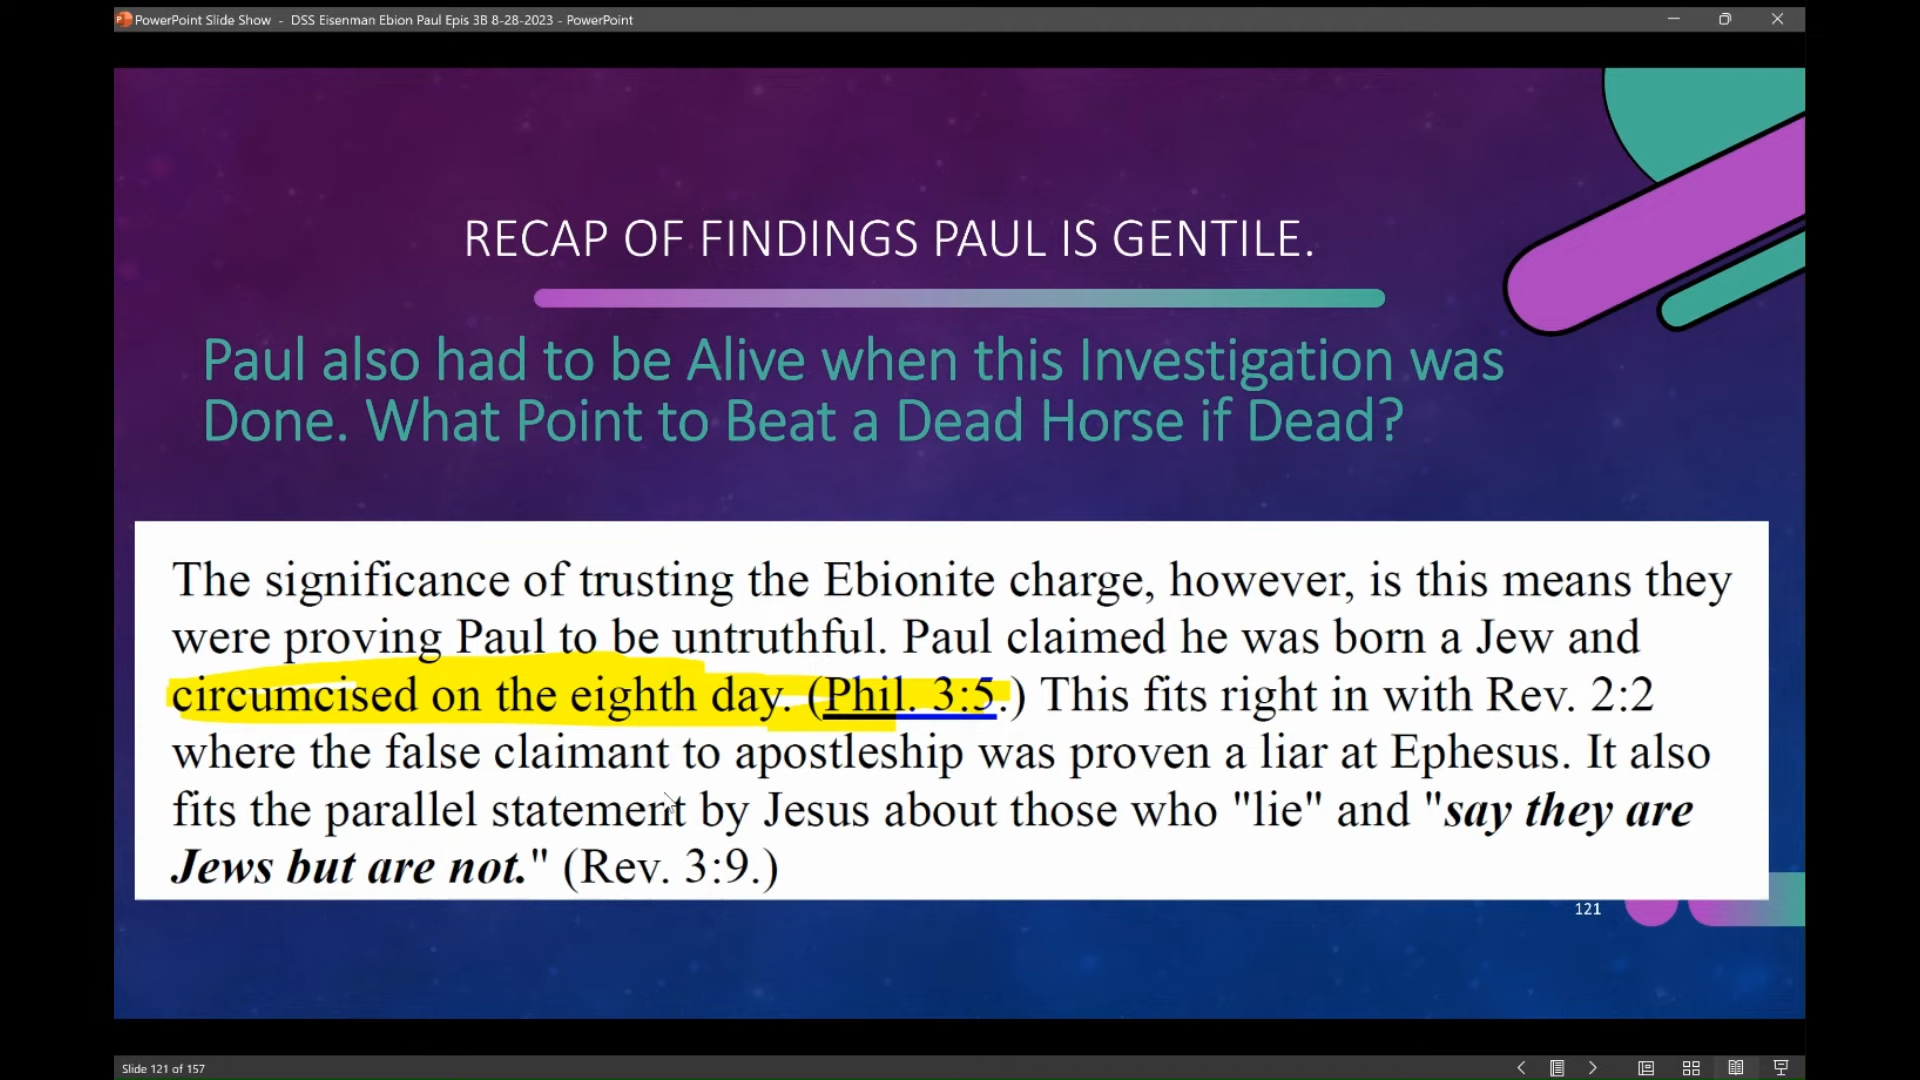 PowerPoint Slide Show - DSS Eisenman Ebion Paul Epis 3B 8-28-2023 - PowerPoint
RECAP OF FINDINGS PAUL IS GENTILE.
Paul also had to be Alive when this Investigation was
Done. What Point to Beat a Dead Horse if Dead?
The significance of trusting the Ebionite charge, however, is this means they
were proving Paul to be untruthful. Paul claimed he was born a Jew and
circumcised on the eighth day. (Phil. 3:5.) This fits right in with Rev. 2:2
where the false claimant to apostleship was proven a liar at Ephesus. It also
fits the parallel statement by Jesus about those who "lie" and "say they are
Jews but are not." (Rev. 3:9.)
121
Slide 121 of 157